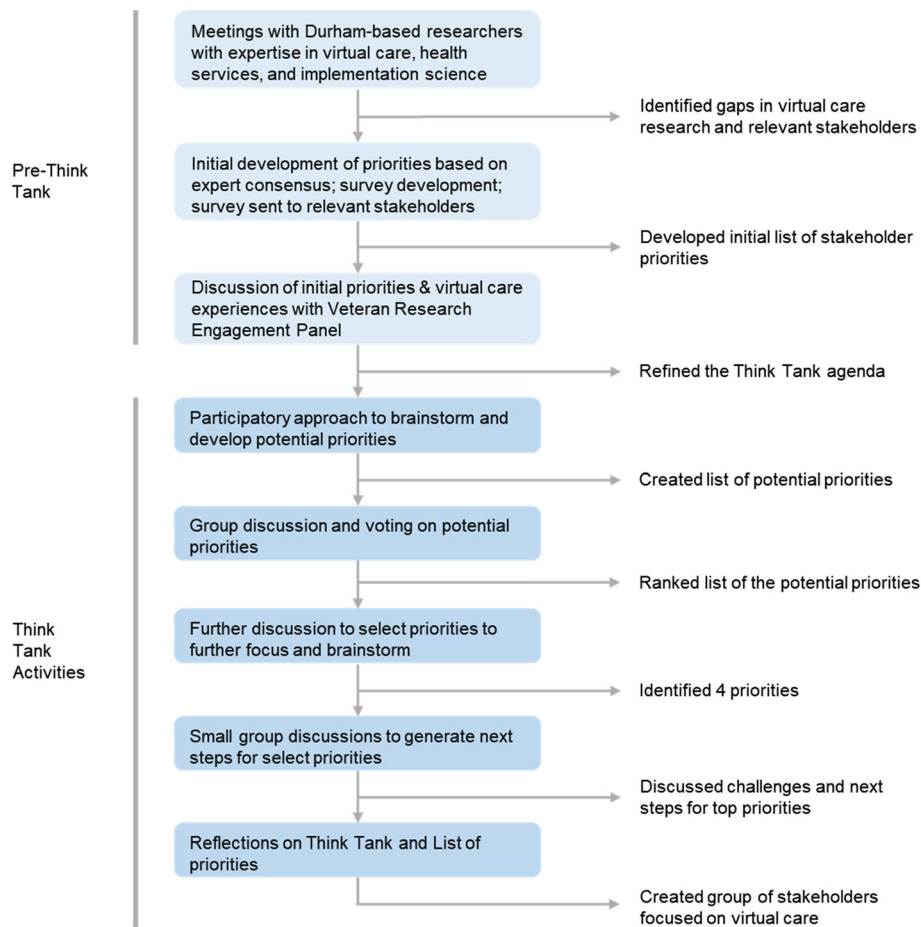 Meetings with Durham-based researchers
with expertise in virtual care, health
services, and implementation science
Identified gaps in virtual care
research and relevant stakeholders
Pre-Think
Tank
Initial development of priorities based on
expert consensus; survey development;
survey sent to relevant stakeholders
Developed initial list of stakeholder
priorities
Discussion of initial priorities & virtual care
experiences with Veteran Research
Engagement Panel
Refined the Think Tank agenda
Participatory approach to brainstorm and
develop potential priorities
Created list of potential priorities
Group discussion and voting on potential
priorities
Ranked list of the potential priorities
Think
Tank
Activities
Further discussion to select priorities to
further focus and brainstorm
Identified 4 priorities
Small group discussions to generate next
steps for select priorities
Discussed challenges and next
steps for top priorities
Reflections on Think Tank and List of
priorities
Created group of stakeholders
focused on virtual care